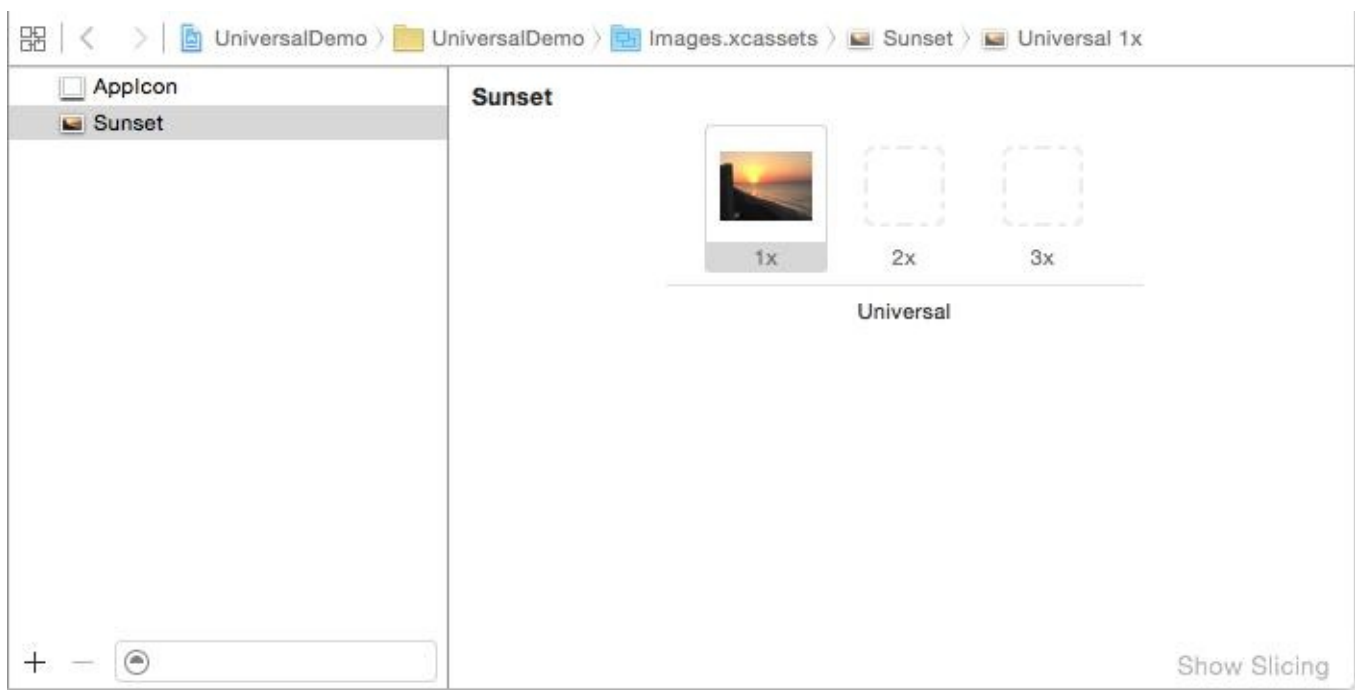 UniversalDemo 〉 UniversalDemo 〉 Images.xcassets 〉 Sunset 〉 Universal 1x
AppIcon
Sunset
Sunset
1x 2x 3x
Universal
Show Slicing